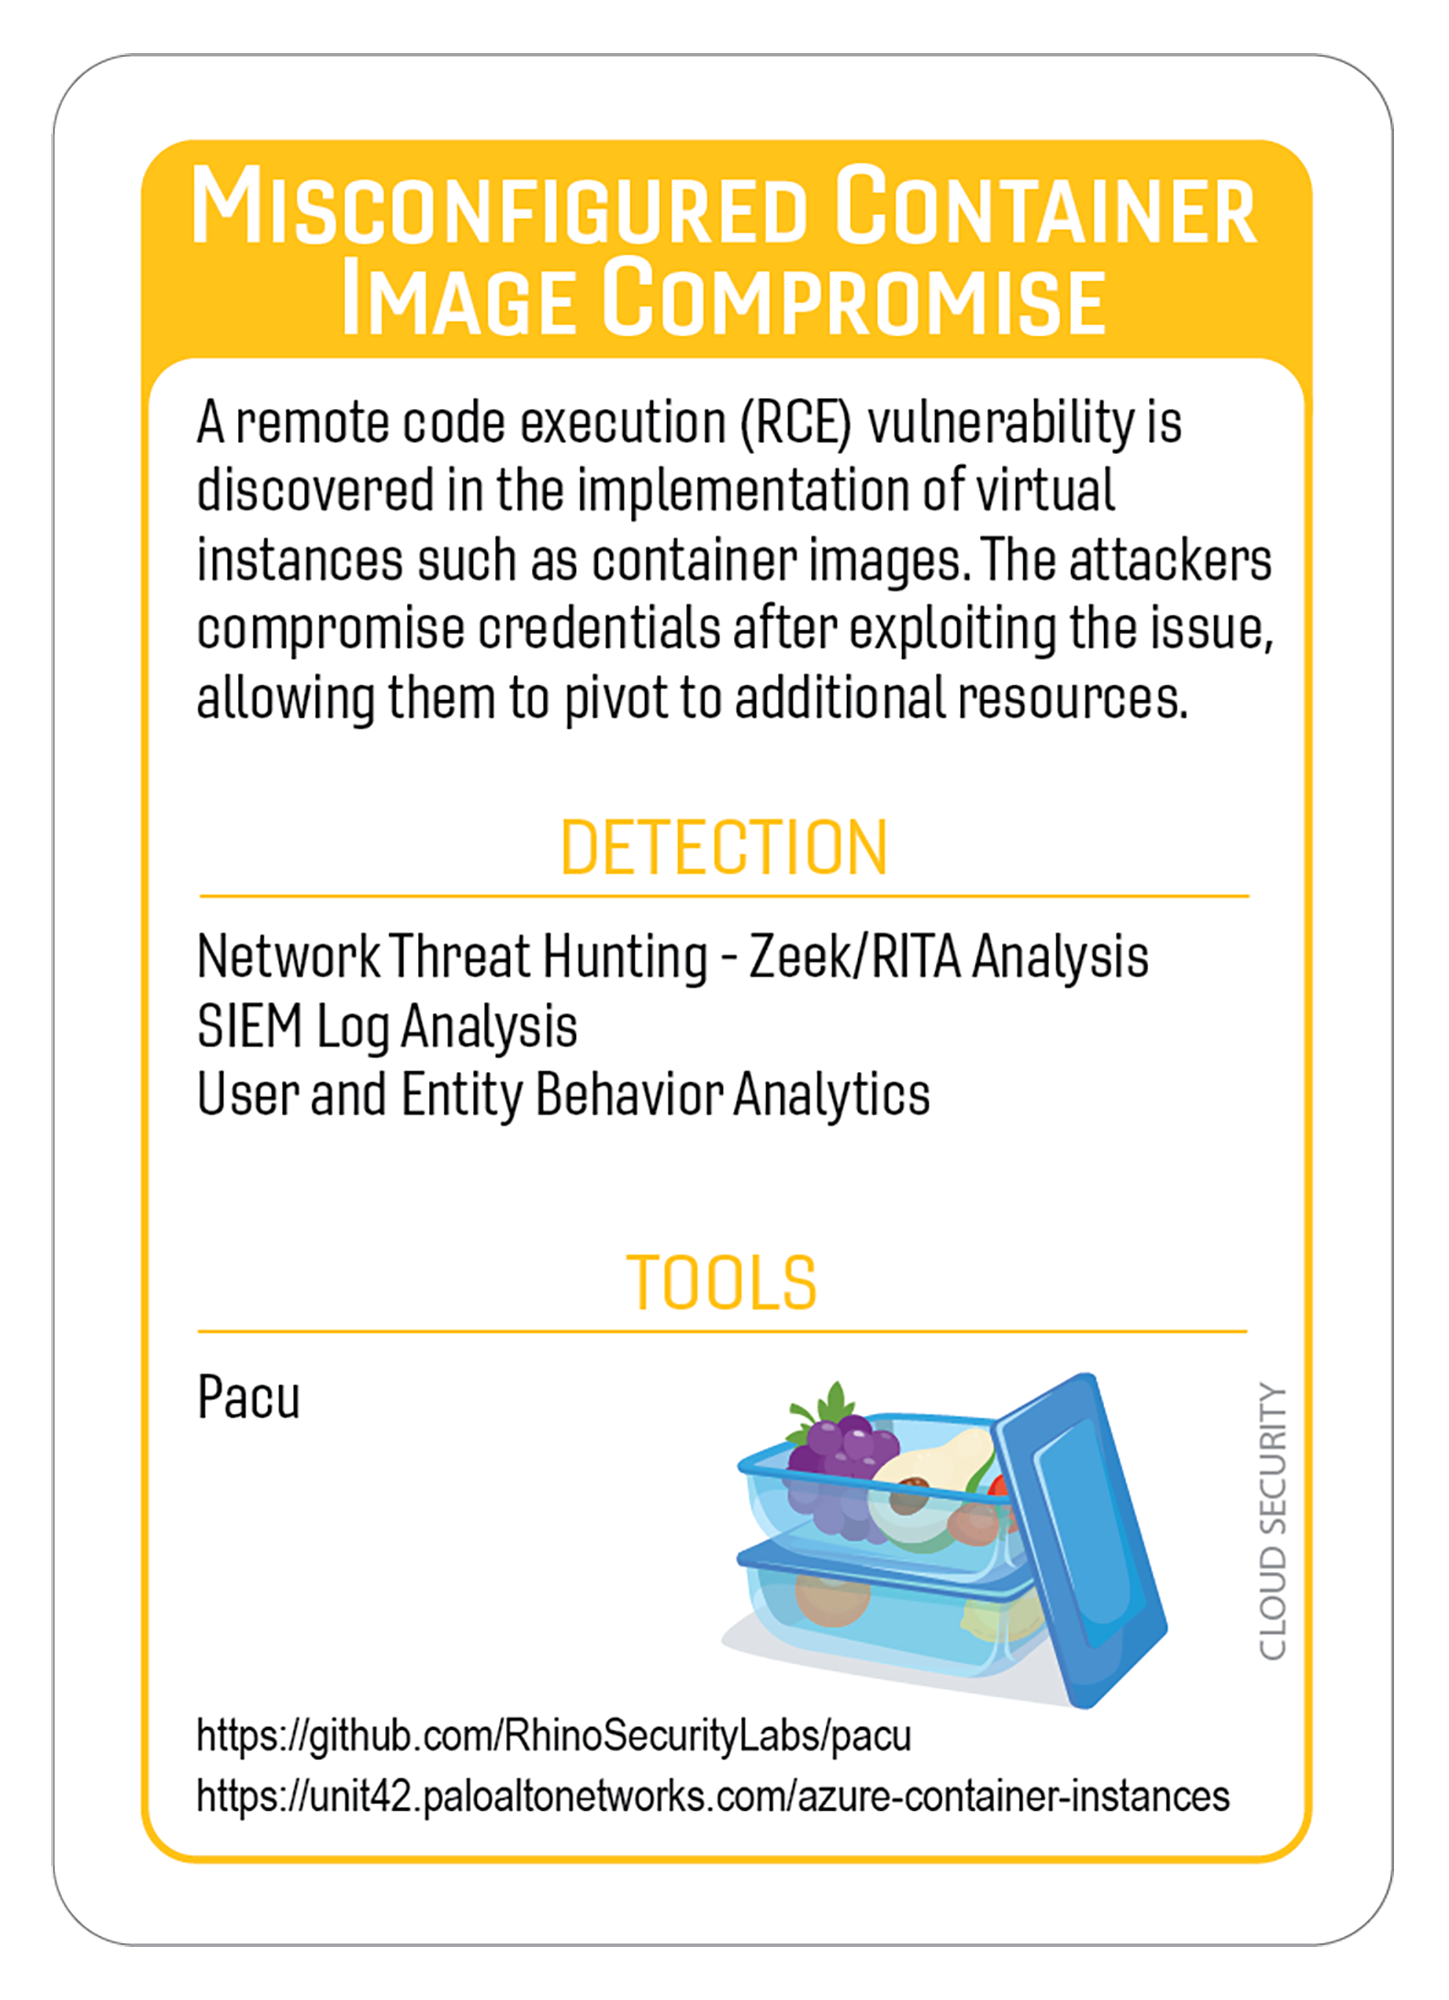 MISCONFIGURED CONTAINER
IMAGE COMPROMISE
A remote code execution (RCE) vulnerability is
discovered in the implementation of virtual
instances such as container images. The attackers
compromise credentials after exploiting the issue,
allowing them to pivot to additional resources.
DETECTION
Network Threat Hunting - Zeek/RITA Analysis
SIEM Log Analysis
User and Entity Behavior Analytics
TOOLS
Pacu
CLOUD SECURITY
https://github.com/RhinoSecurityLabs/pacu
https://unit42.paloaltonetworks.com/azure-container-instances